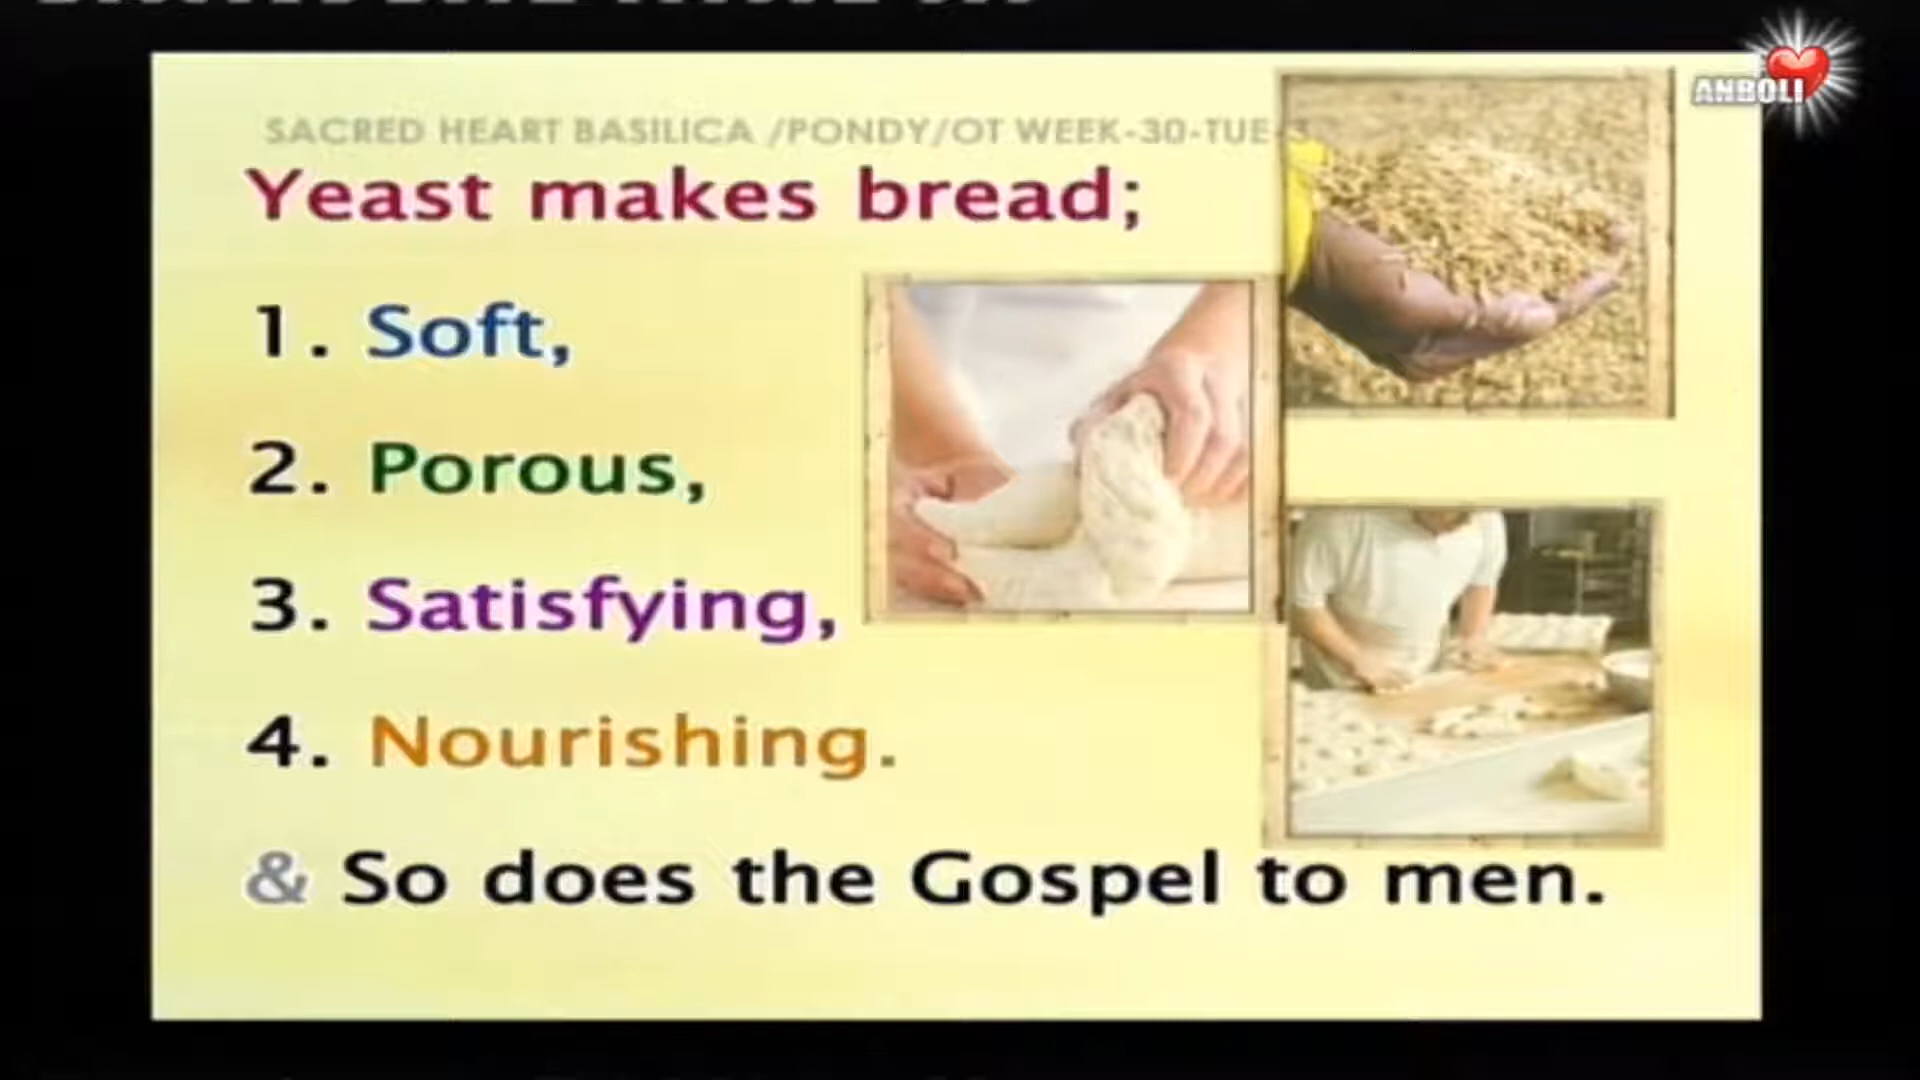 ANBOLI
SACRED HEART BASILICA /PONDY/OT WEEK-30-TUE
Yeast makes bread;
1. Soft,
2. Porous,
3. Satisfying,
4. Nourishing.
& So does the Gospel to men.